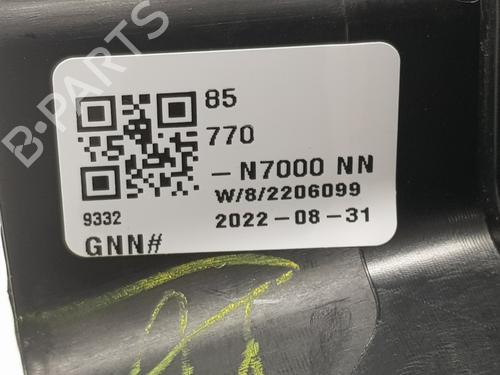 85
770
-N7000 NN
W/8/2206099
9332
2022-08-31
GNN#
B-PARTS